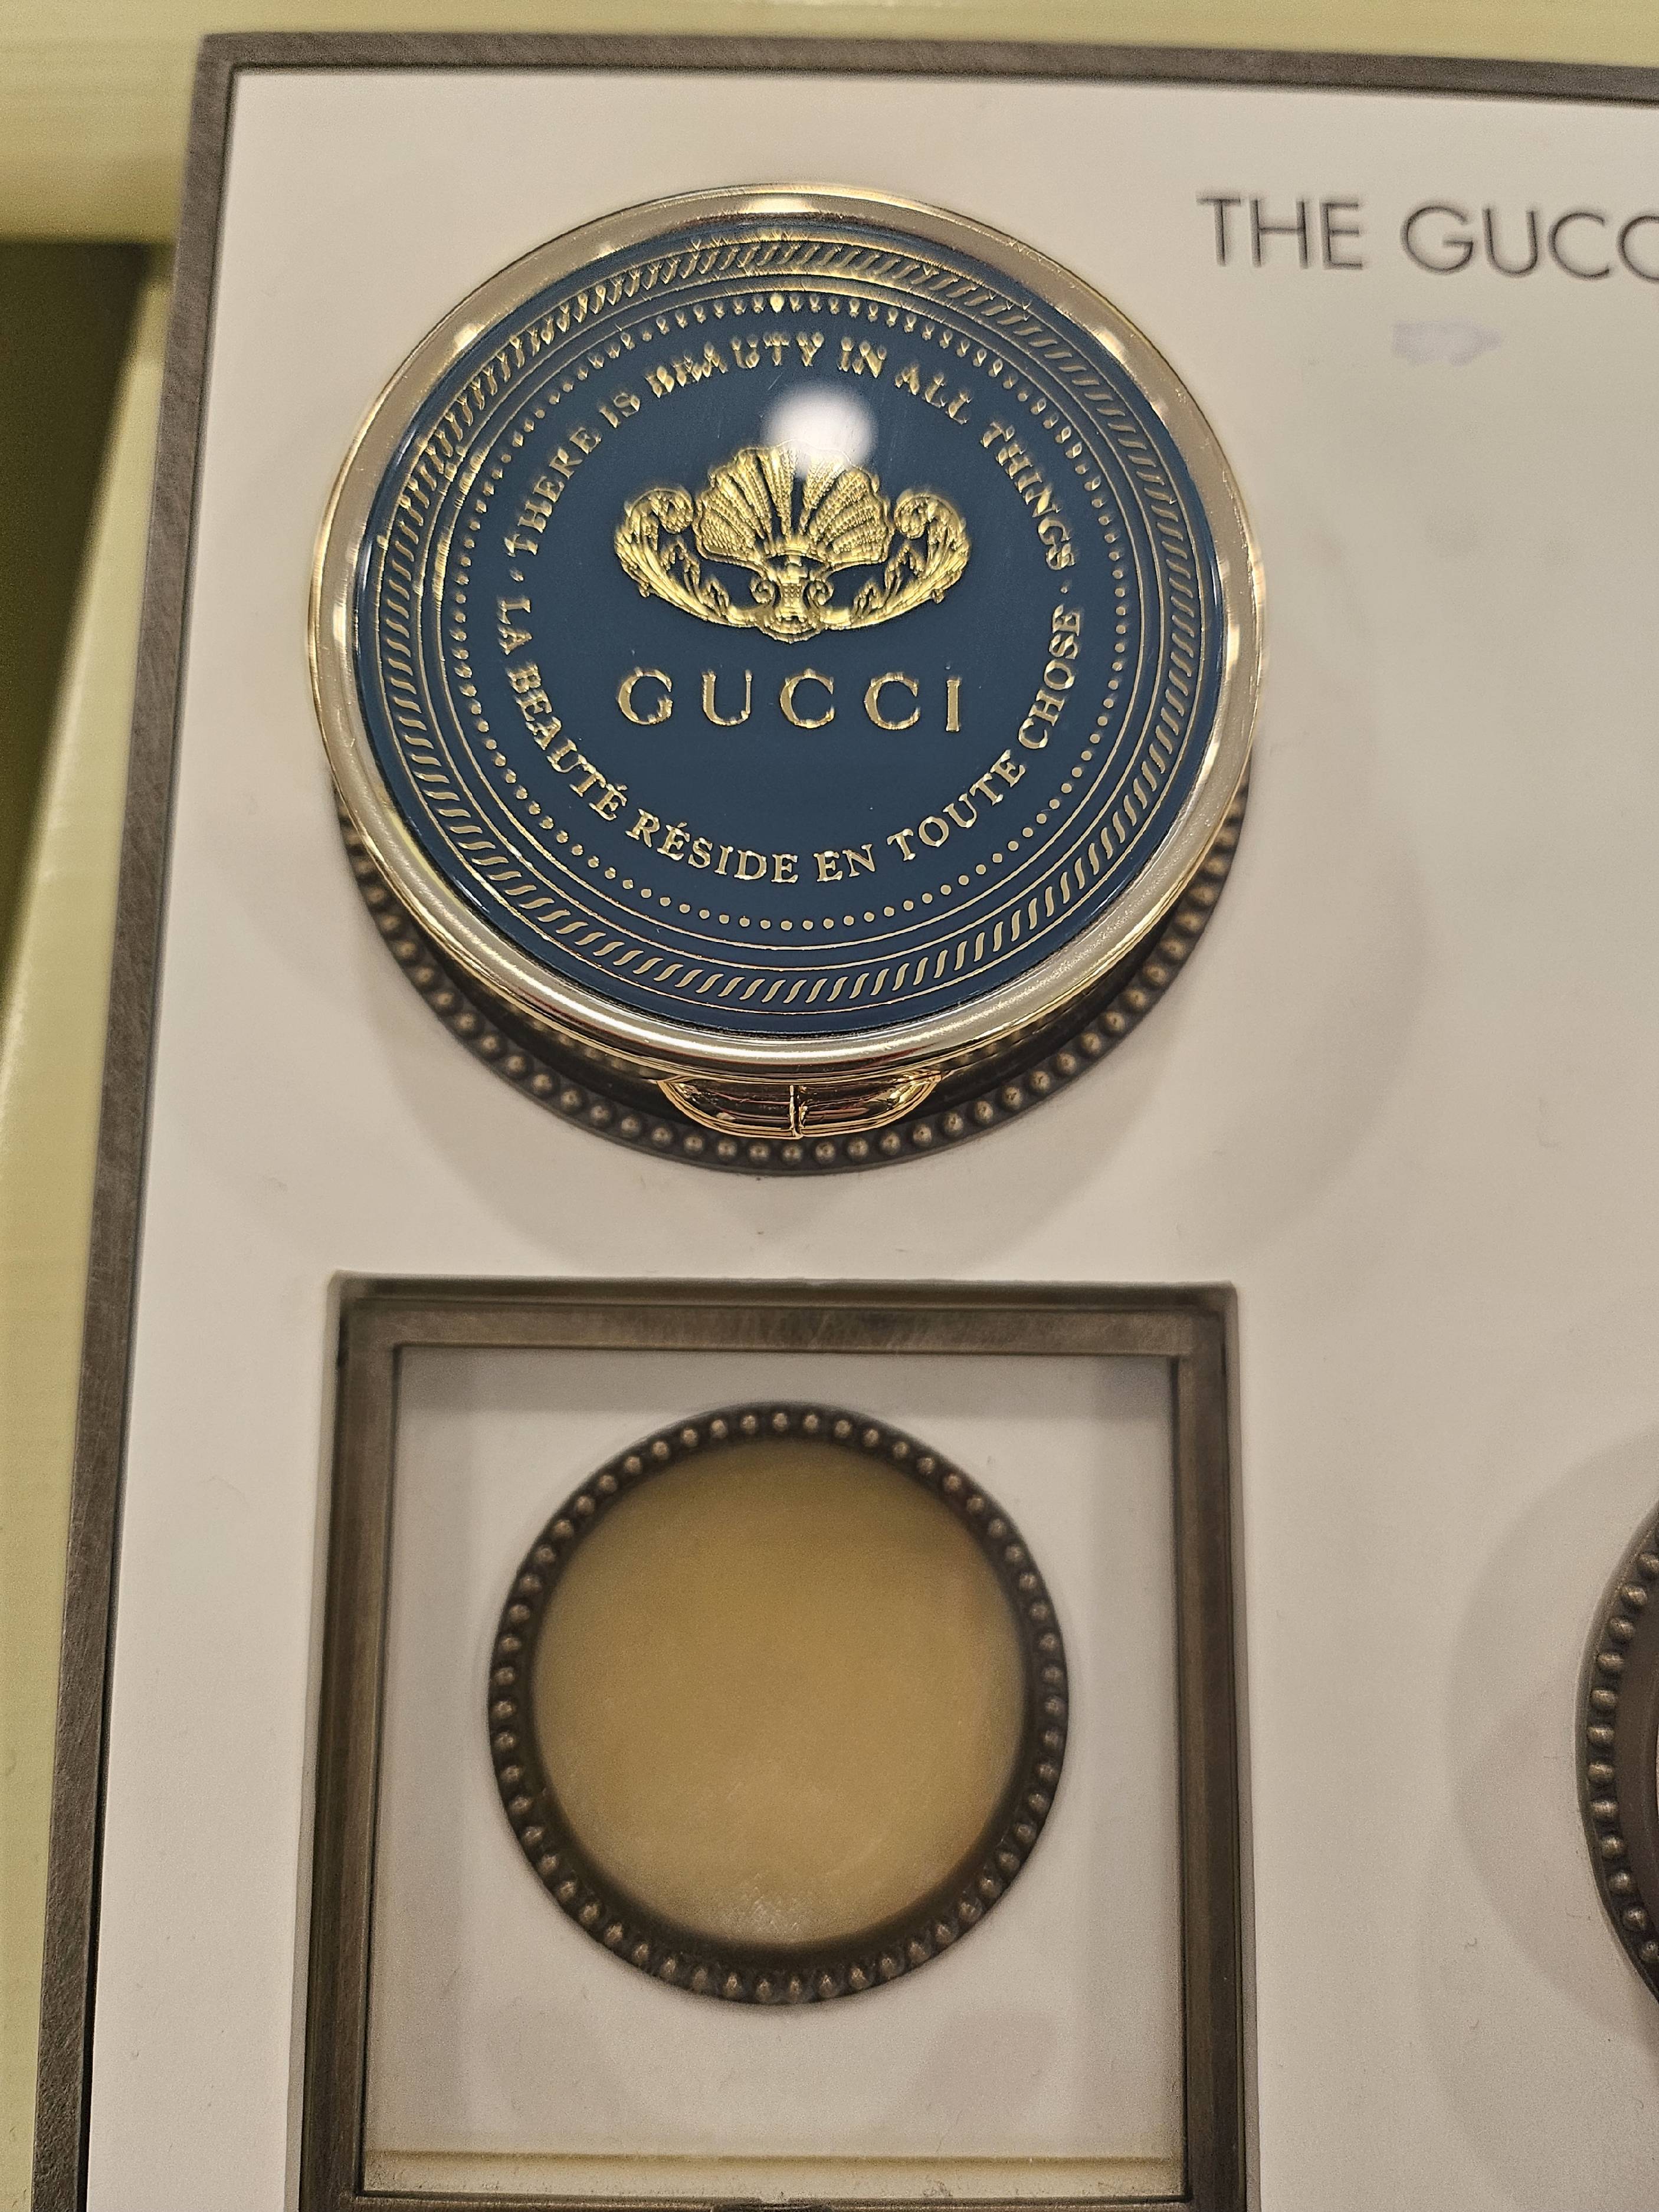 THE GUCC
· THERE IS BEAUTY IN ALL THINGS ·
GUCCI
LA BEAUTÉ RÉSIDE EN TOUTE CHOSE